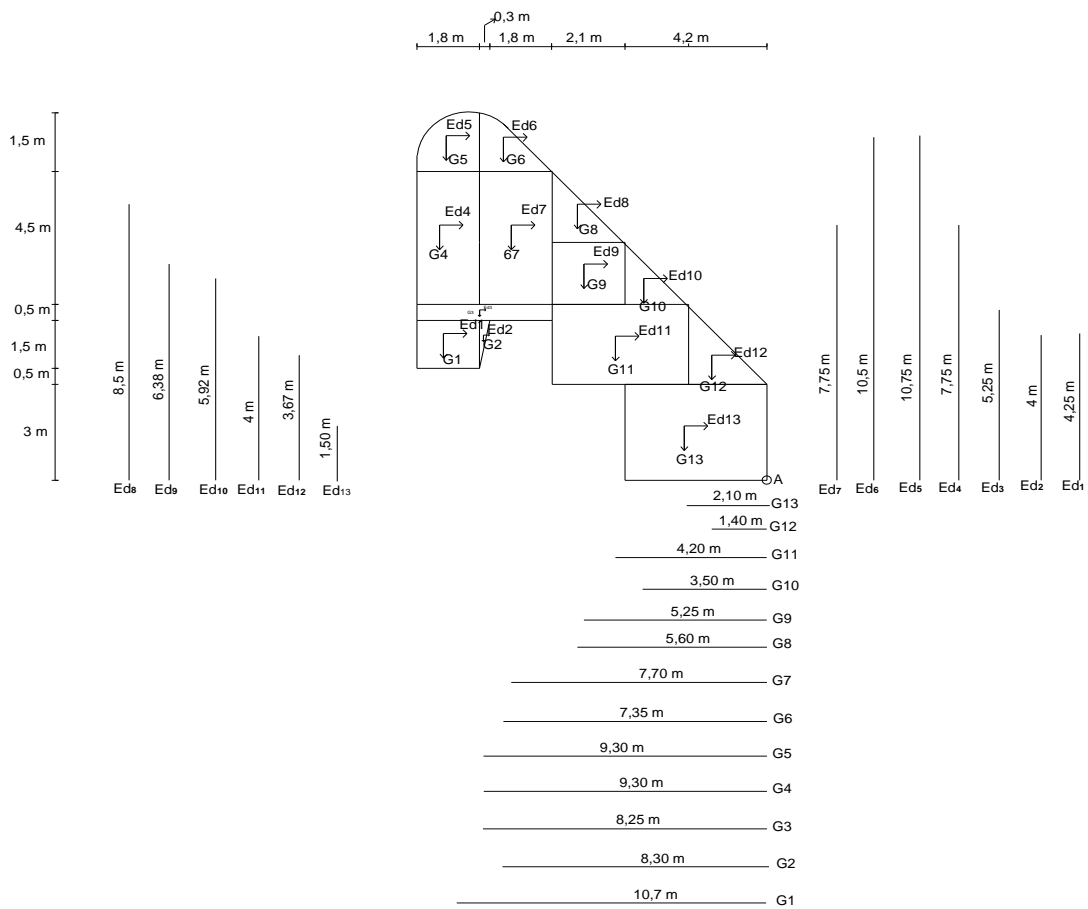 0,3 m
1,8 m
1,8 m
2,1 m
4,2 m
1,5 m
4,5 m
0,5 m
1,5 m
0,5 m
3 m
Ed5
G5
Ed6
G6
Ed4
G4
Ed7
67
Ed8
G8
Ed9
G9
Ed10
G10
G3
Ed3
Ed1
G1
Ed2
G2
Ed11
G11
Ed12
G12
Ed13
G13
A
8,5 m
6,38 m
5,92 m
4 m
3,67 m
1,50 m
Ed8
Ed9
Ed10
Ed11
Ed12
Ed13
7,75 m
10,5 m
10,75 m
7,75 m
5,25 m
4 m
4,25 m
Ed7
Ed6
Ed5
Ed4
Ed3
Ed2
Ed1
2,10 m G13
1,40 m G12
4,20 m G11
3,50 m G10
5,25 m G9
5,60 m G8
7,70 m G7
7,35 m G6
9,30 m G5
9,30 m G4
8,25 m G3
8,30 m G2
10,7 m G1